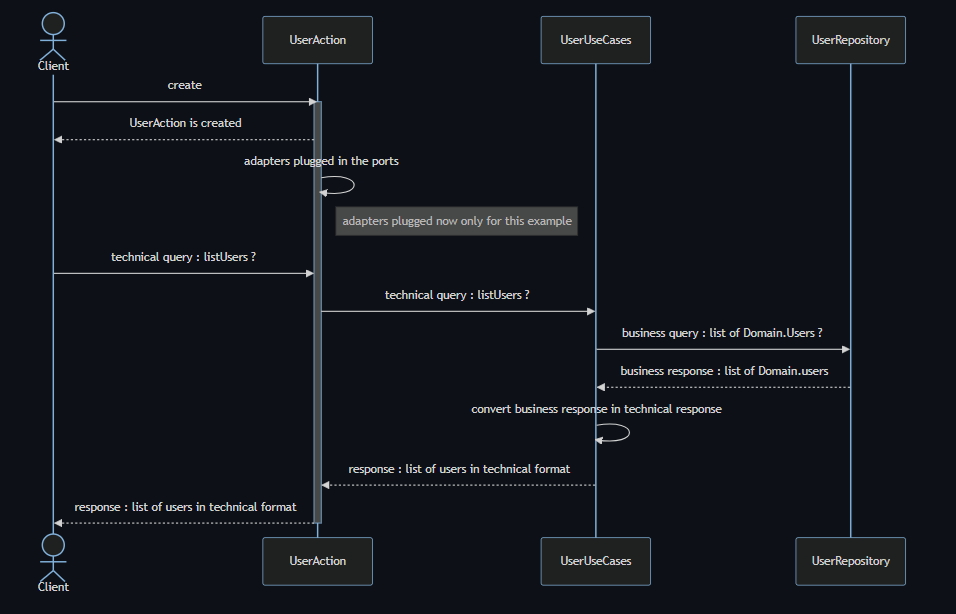 Client
UserAction
UserUseCases
UserRepository
create
UserAction is created
adapters plugged in the ports
adapters plugged now only for this example
technical query : listUsers ?
technical query : listUsers ?
business query : list of Domain.Users ?
business response : list of Domain.users
convert business response in technical response
response : list of users in technical format
response : list of users in technical format
Client
UserAction
UserUseCases
UserRepository